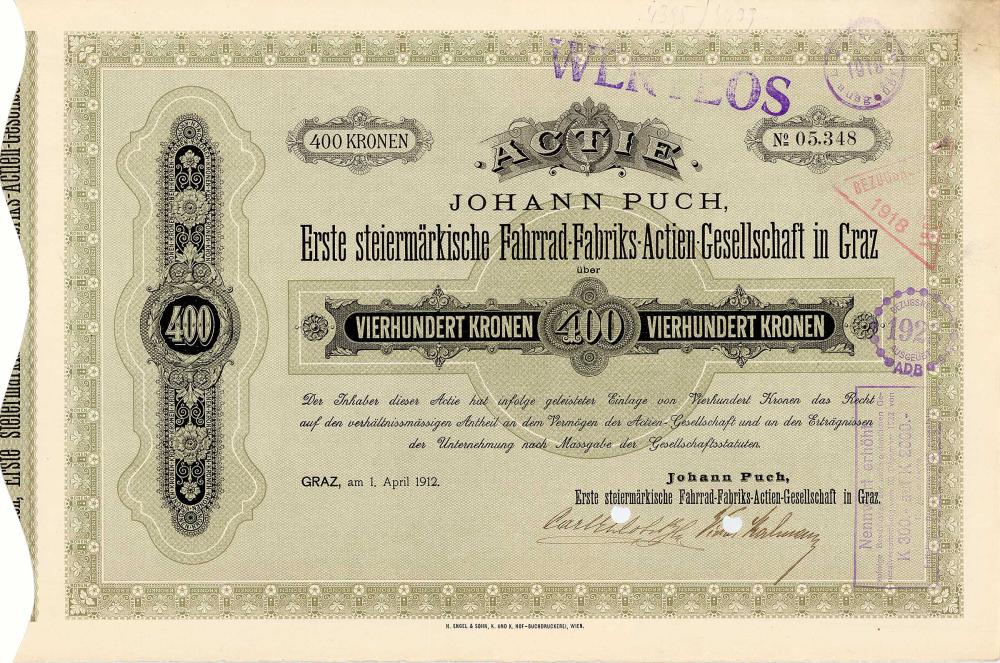 WERTLOS
1918
400 KRONEN
ACTIE
No 05.348
JOHANN PUCH,
Erste steiermärkische Fahrrad-Fabriks-Actien-Gesellschaft in Graz
über
1918
400
VIERHUNDERT KRONEN 400 VIERHUNDERT KRONEN
192
ADB
Der Inhaber dieser Actie hat infolge geleisteter Einlage von Vierhundert Kronen das Recht
auf den verhältnissmässigen Antheil an dem Vermögen der Actien-Gesellschaft und an den Erträgnissen
der Unternehmung nach Massgabe der Gesellschaftsstatuten.
GRAZ, am 1. April 1912.
Johann Puch,
Erste steiermärkische Fahrrad-Fabriks-Actien-Gesellschaft in Graz.
Nennwert erhöht
H. ENGEL & SOHN, K. UND K. HOF-BUCHDRUCKEREI, WIEN.